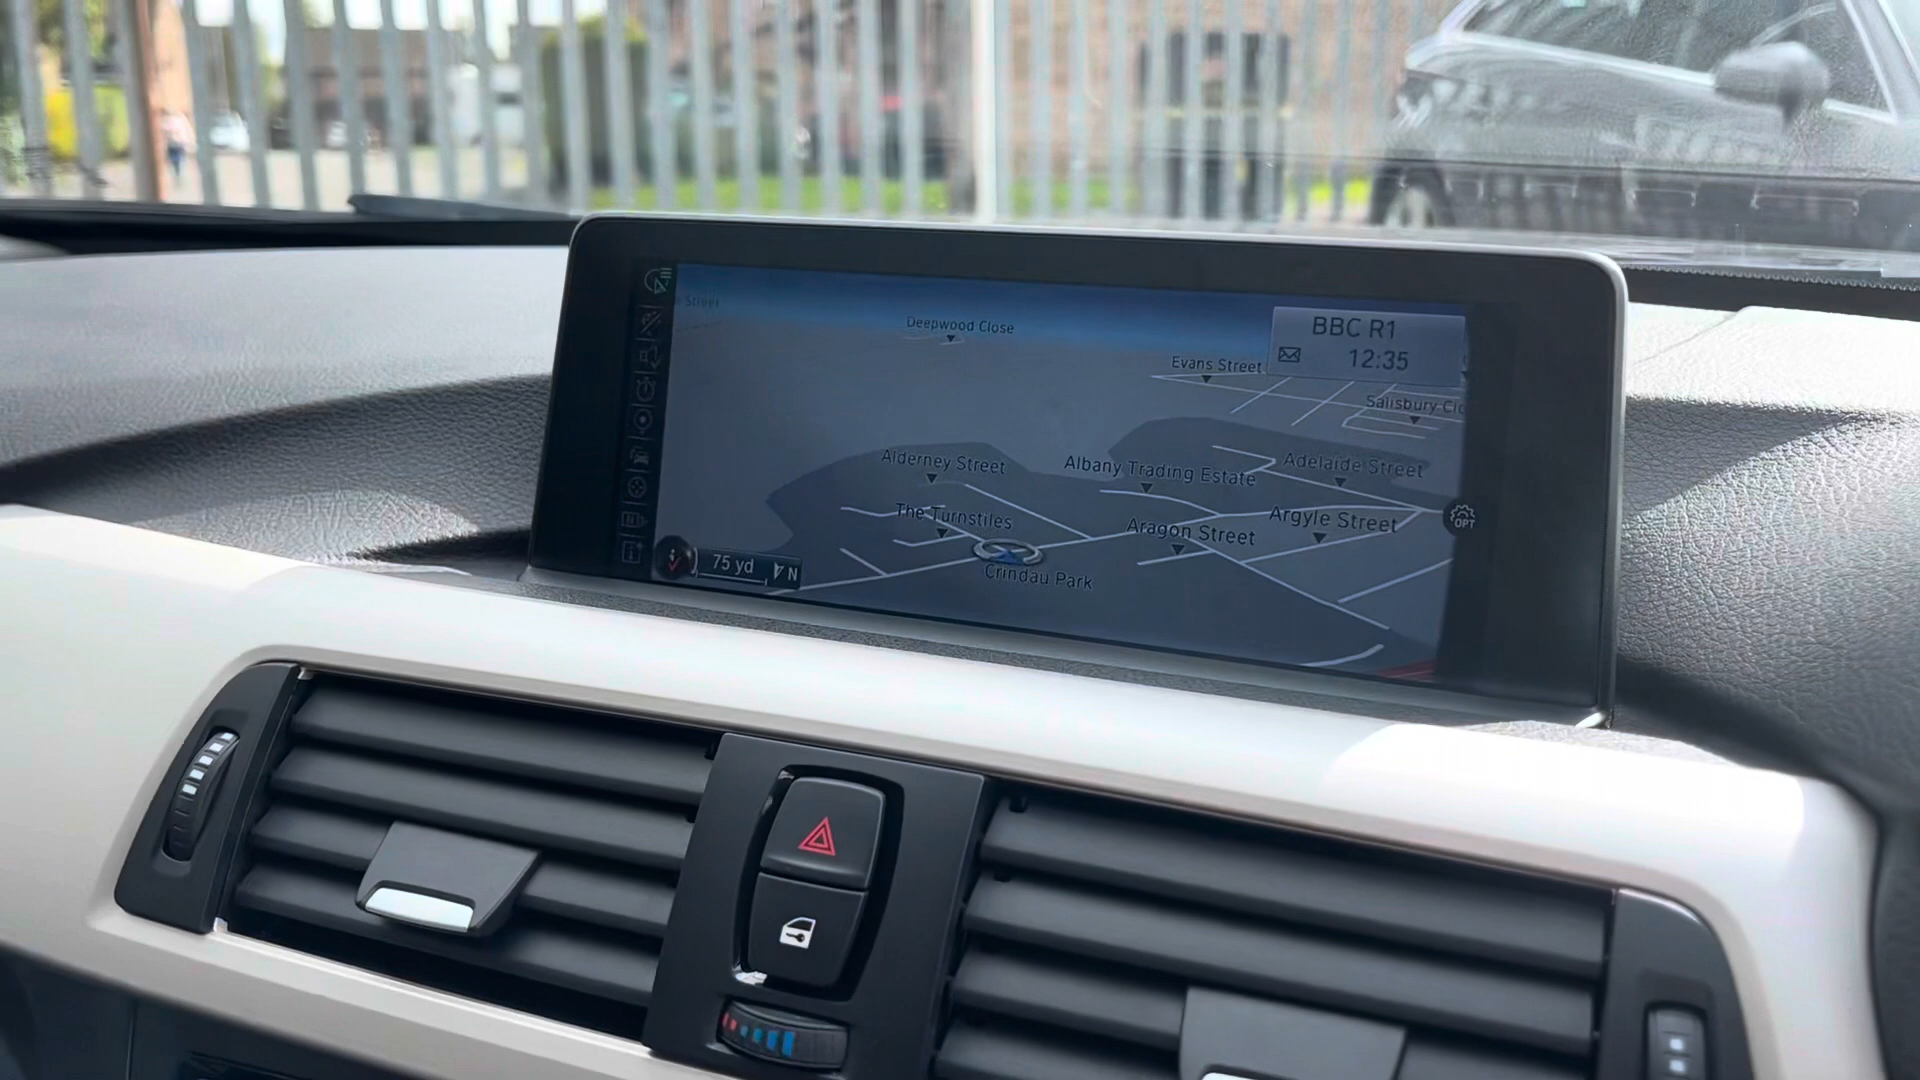 Street
Deepwood Close
BBC R1
12:35
Evans Street
Salisbury Clo
Alderney Street
Albany Trading Estate
Adelaide Street
The Turnstiles
Aragon Street
Argyle Street
OPT
75 yd
N
Crindau Park